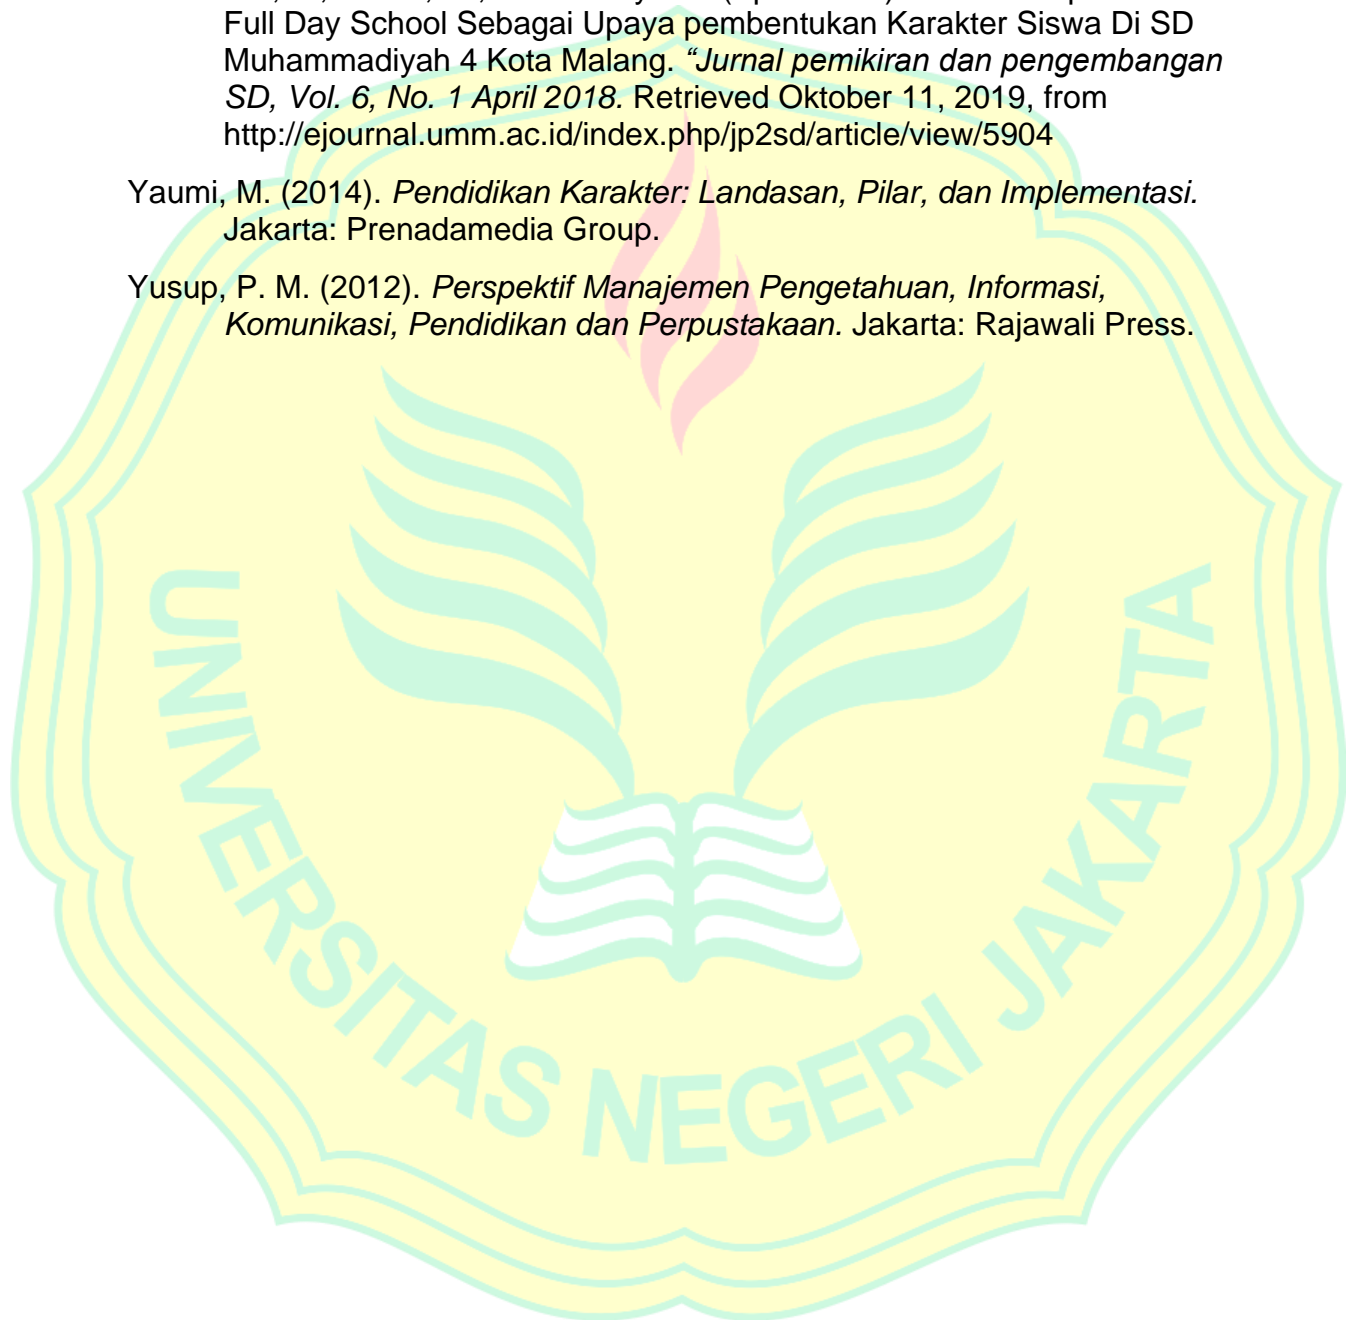 Full Day School Sebagai Upaya pembentukan Karakter Siswa Di SD
Muhammadiyah 4 Kota Malang. “Jurnal pemikiran dan pengembangan
SD, Vol. 6, No. 1 April 2018. Retrieved Oktober 11, 2019, from
http://ejournal.umm.ac.id/index.php/jp2sd/article/view/5904
Yaumi, M. (2014). Pendidikan Karakter: Landasan, Pilar, dan Implementasi.
Jakarta: Prenadamedia Group.
Yusup, P. M. (2012). Perspektif Manajemen Pengetahuan, Informasi,
Komunikasi, Pendidikan dan Perpustakaan. Jakarta: Rajawali Press.
UNIVERSITAS NEGERI JAKARTA